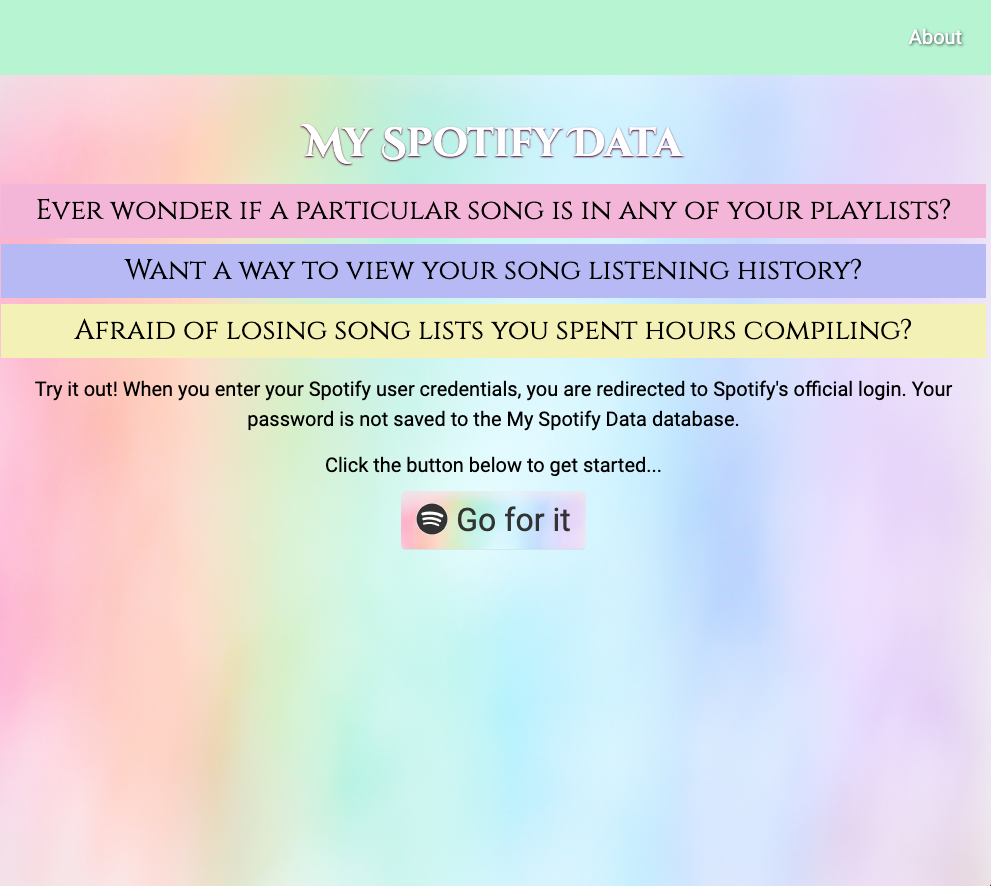 About
My Spotify Data
Ever wonder if a particular song is in any of your playlists?
Want a way to view your song listening history?
Afraid of losing song lists you spent hours compiling?
Try it out! When you enter your Spotify user credentials, you are redirected to Spotify's official login. Your
password is not saved to the My Spotify Data database.
Click the button below to get started...
Go for it